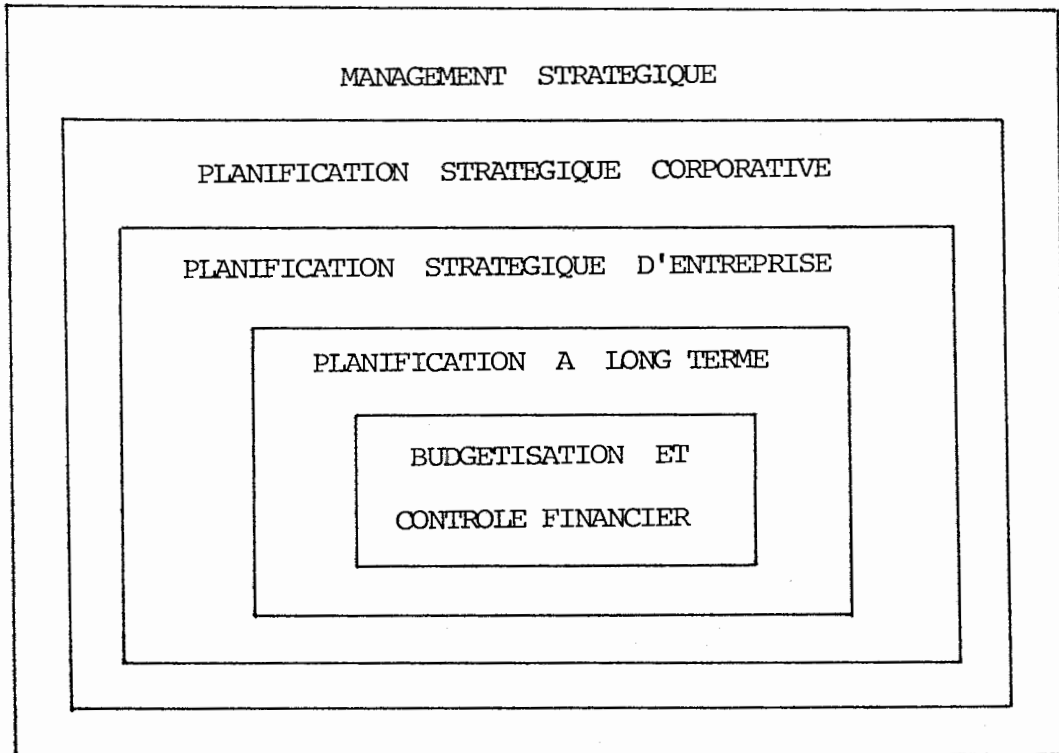 MANAGEMENT STRATEGIQUE
PLANIFICATION STRATEGIQUE CORPORATIVE
PLANIFICATION STRATEGIQUE D'ENTREPRISE
PLANIFICATION A LONG TERME
BUDGETISATION ET
CONTROLE FINANCIER